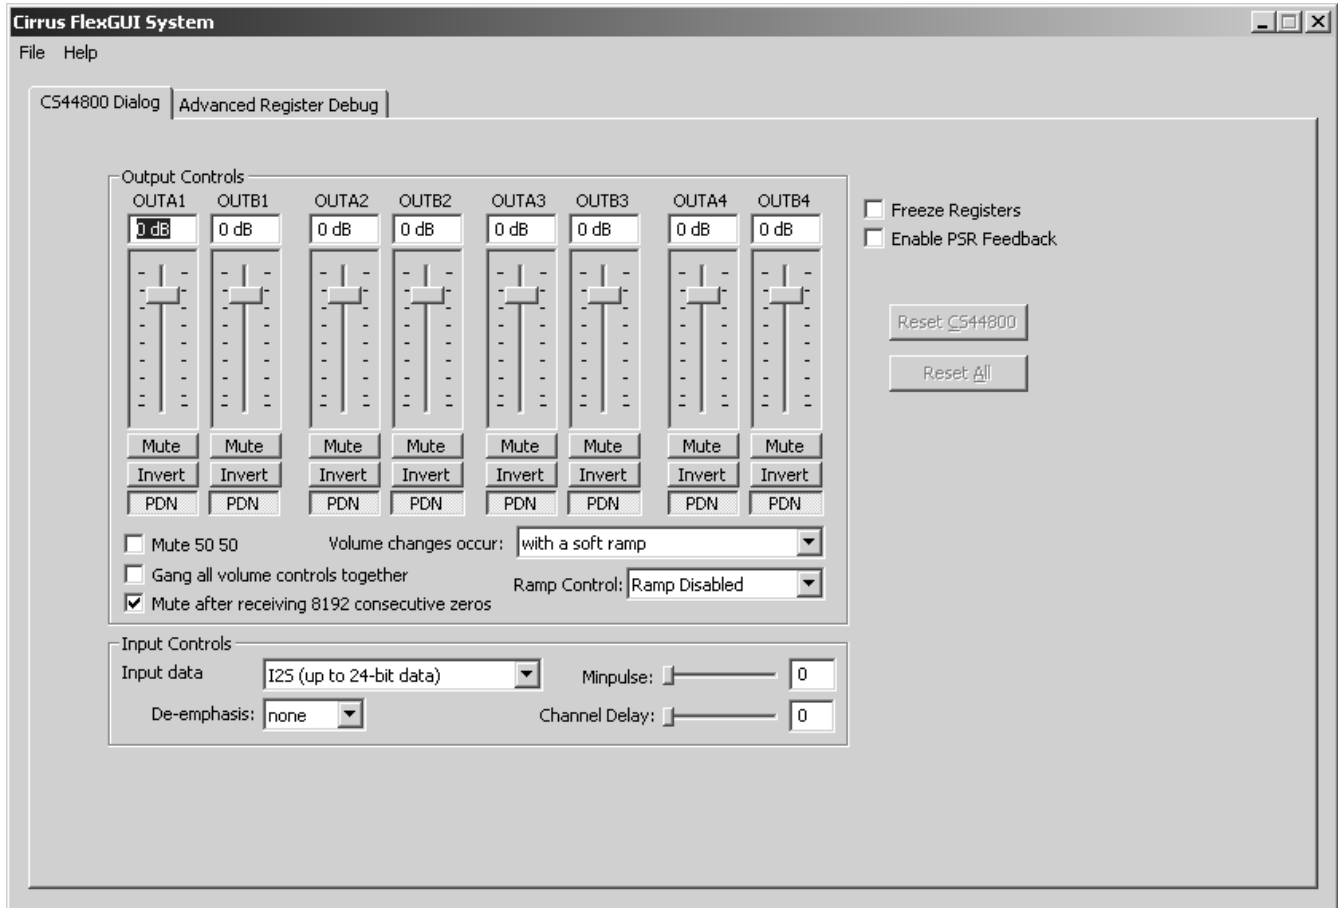 Cirrus FlexGUI System
File Help
CS44800 Dialog Advanced Register Debug
Output Controls
OUTA1 OUTB1 OUTA2 OUTB2 OUTA3 OUTB3 OUTA4 OUTB4
0 dB 0 dB 0 dB 0 dB 0 dB 0 dB 0 dB 0 dB
Freeze Registers
Enable PSR Feedback
Reset CS44800
Reset All
Mute Mute Mute Mute Mute Mute Mute Mute
Invert Invert Invert Invert Invert Invert Invert Invert
PDN PDN PDN PDN PDN PDN PDN PDN
Mute 50 50 Volume changes occur: with a soft ramp
Gang all volume controls together
Ramp Control: Ramp Disabled
Mute after receiving 8192 consecutive zeros
Input Controls
Input data I2S (up to 24-bit data) Minpulse: 0
De-emphasis: none Channel Delay: 0